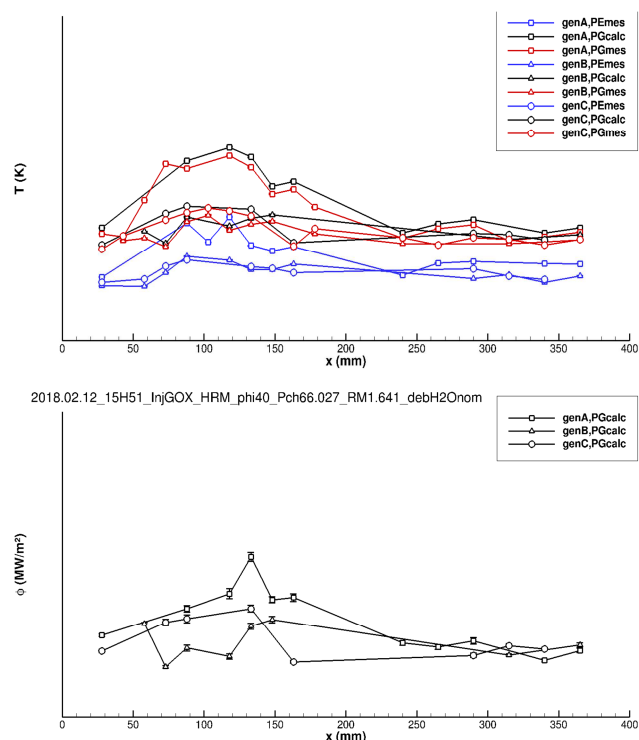 genA,PEmes
genA,PGcalc
genA,PGmes
genB,PEmes
genB,PGcalc
genB,PGmes
genC,PEmes
genC,PGcalc
genC,PGmes
T (K)
0 50 100 150 200 250 300 350 400
x (mm)
2018.02.12_15H51_InjGOX_HRM_phi40_Pch66.027_RM1.641_debH2Onom
genA,PGcalc
genB,PGcalc
genC,PGcalc
ϕ (MW/m²)
0 50 100 150 200 250 300 350 400
x (mm)